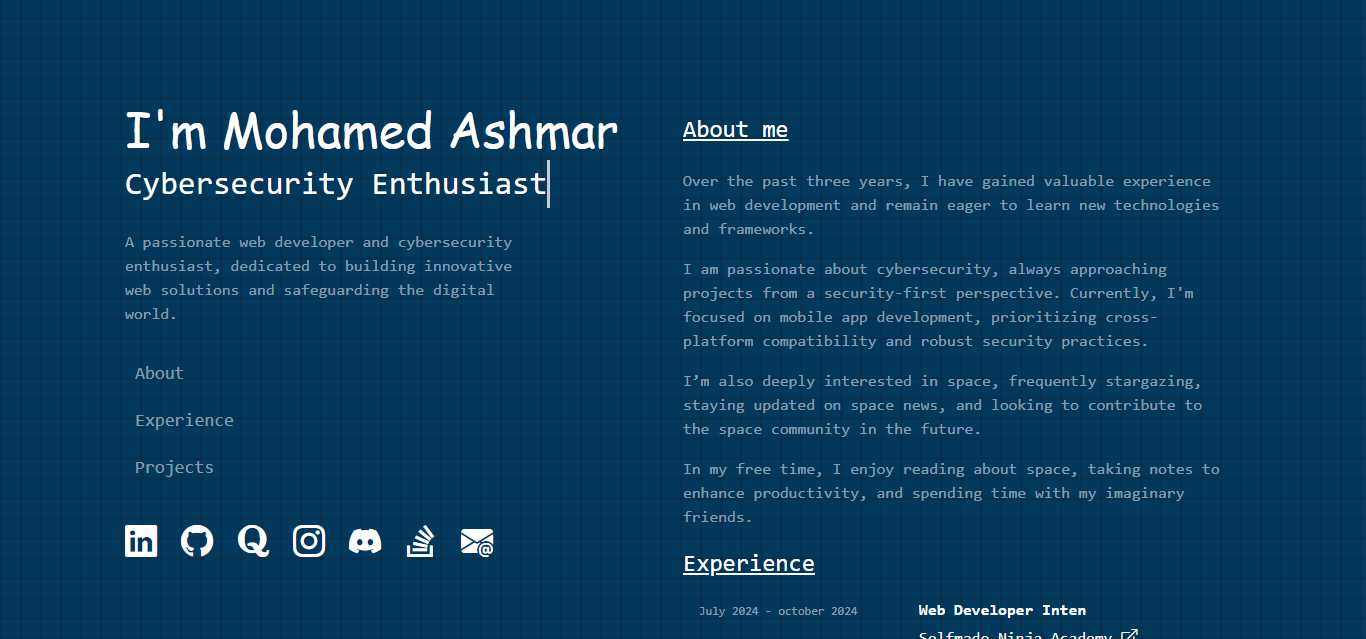 I'm Mohamed Ashmar
Cybersecurity Enthusiast
A passionate web developer and cybersecurity
enthusiast, dedicated to building innovative
web solutions and safeguarding the digital
world.
About
Experience
Projects
in
About me
Over the past three years, I have gained valuable experience
in web development and remain eager to learn new technologies
and frameworks.
I am passionate about cybersecurity, always approaching
projects from a security-first perspective. Currently, I'm
focused on mobile app development, prioritizing cross-
platform compatibility and robust security practices.
I’m also deeply interested in space, frequently stargazing,
staying updated on space news, and looking to contribute to
the space community in the future.
In my free time, I enjoy reading about space, taking notes to
enhance productivity, and spending time with my imaginary
friends.
Experience
July 2024 - october 2024
Web Developer Inten
Selfmade Ninja Academy